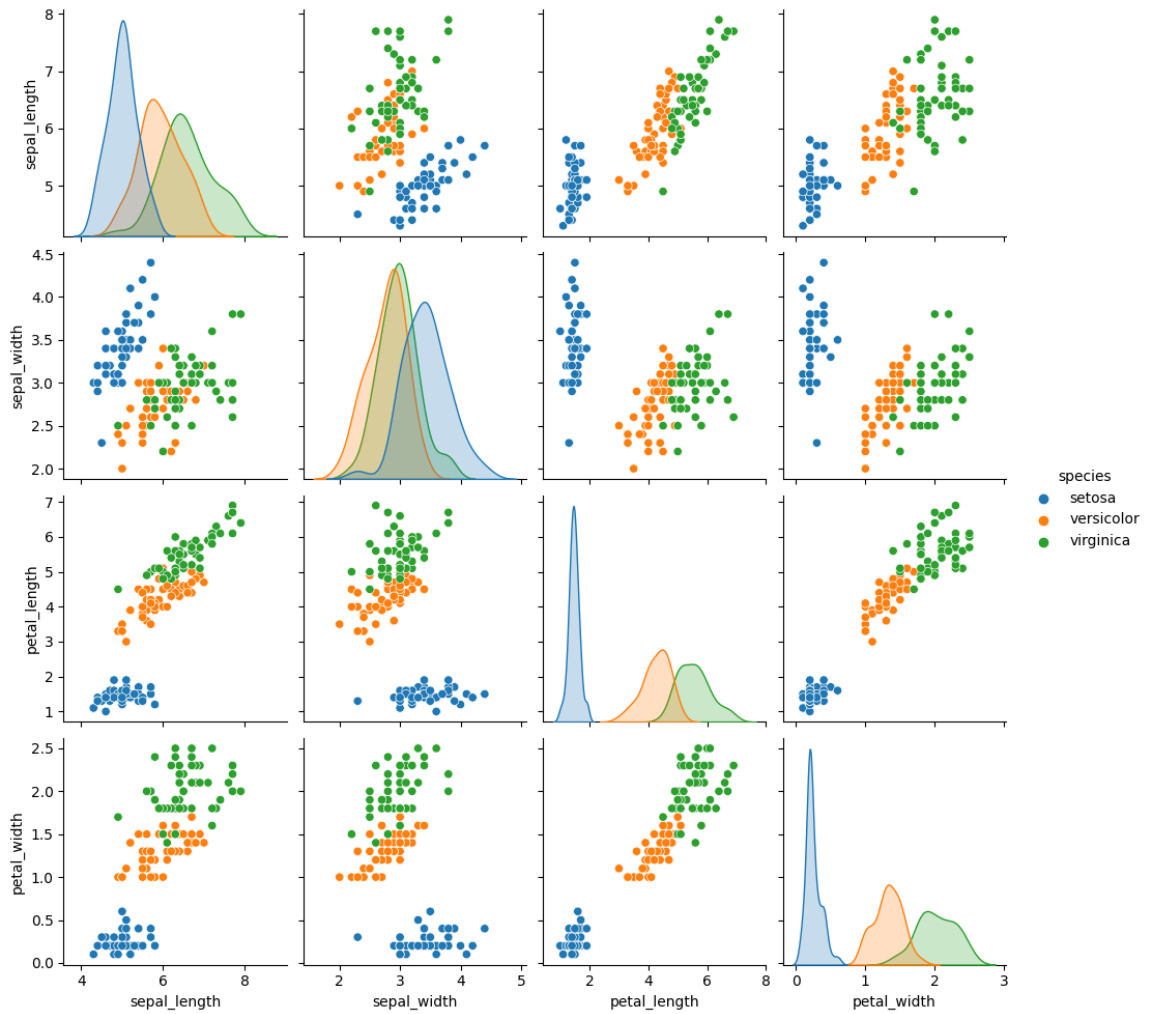 8
7
6
5
sepal_length
4.5
4.0
3.5
3.0
2.5
2.0
sepal_width
species
setosa
versicolor
virginica
7
6
5
4
3
2
1
petal_length
2.5
2.0
1.5
1.0
0.5
0.0
petal_width
6 8
sepal_length
2 3 4 5
sepal_width
2 4 6 8
petal_length
0 1 2 3
petal_width